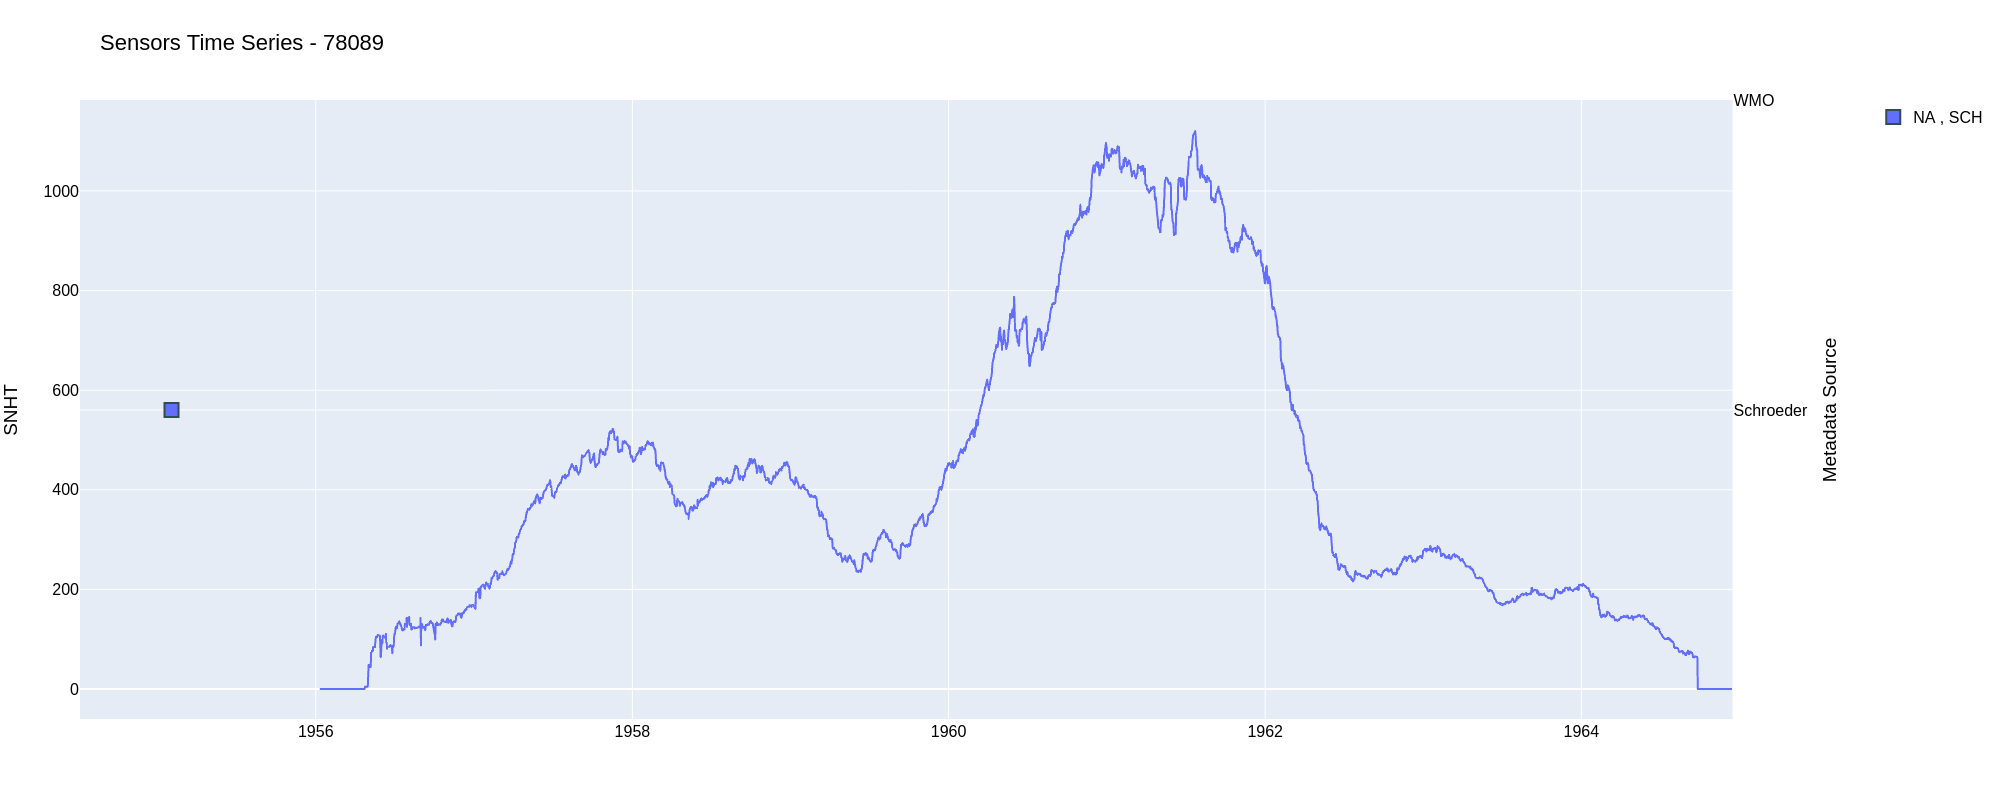 Sensors Time Series - 78089
WMO
NA , SCH
1000
800
600
400
200
0
SNHT
Schroeder
Metadata Source
1956
1958
1960
1962
1964